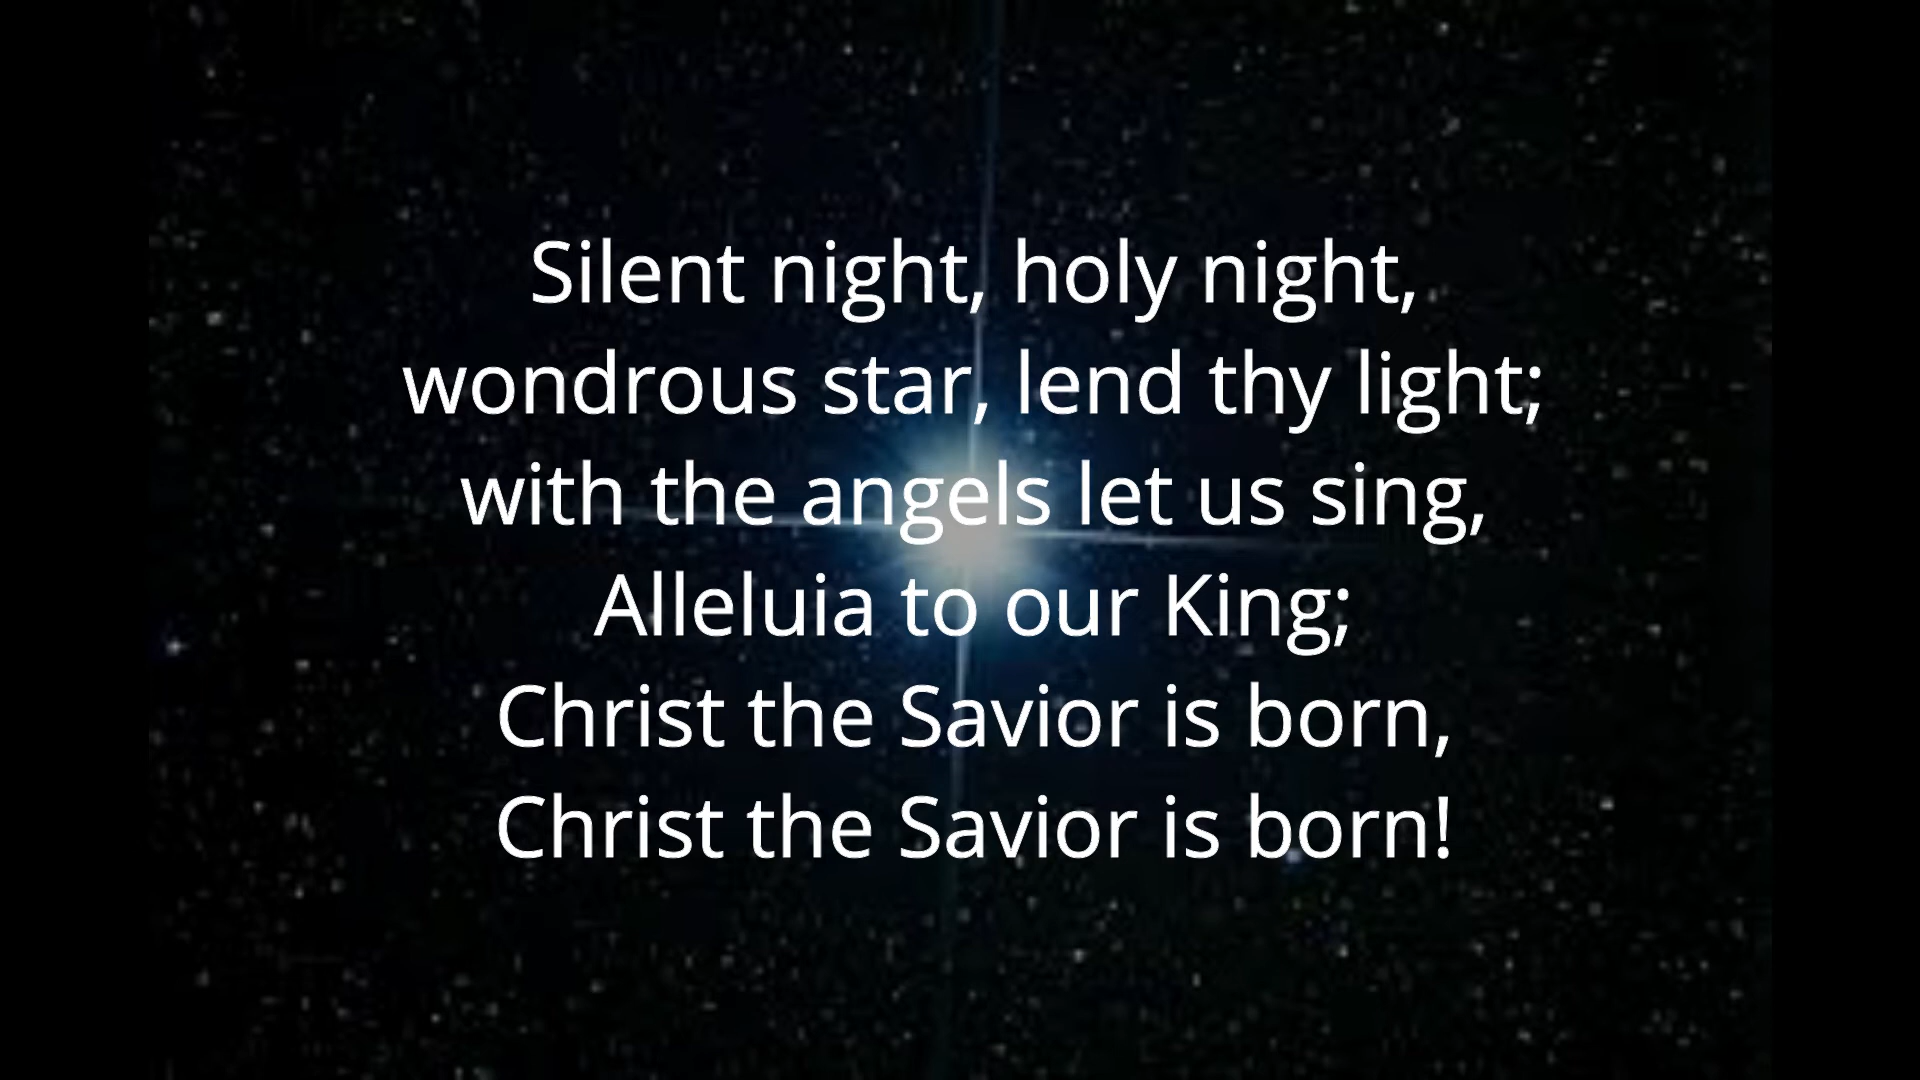 Silent night, holy night,
wondrous star, lend thy light;
with the angels let us sing,
Alleluia to our King;
Christ the Savior is born,
Christ the Savior is born!